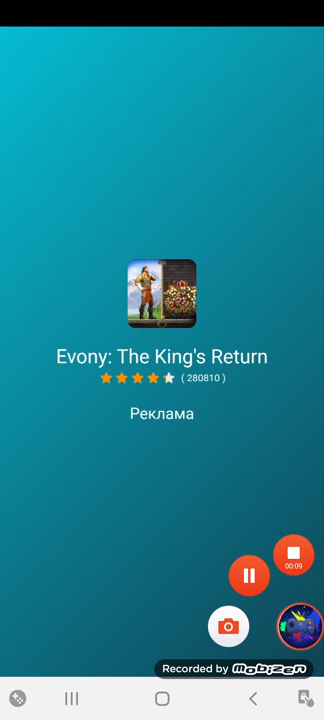 Evony: The King's Return
( 280810 )
Реклама
00:09
Recorded by mobizen